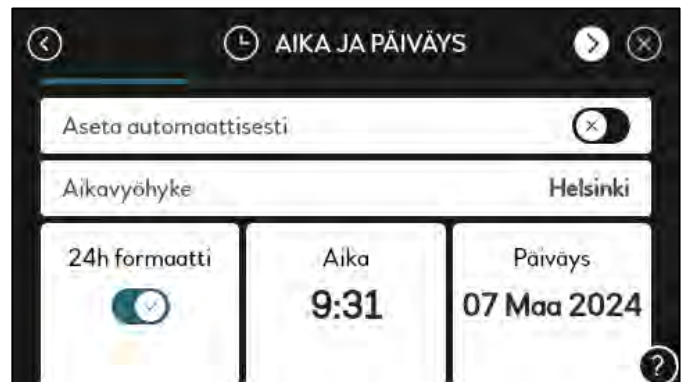 AIKA JA PÄIVÄYS
Aseta automaattisesti
Aikavyöhyke Helsinki
24h formaatti Aika Päiväys
9:31 07 Maa 2024
?